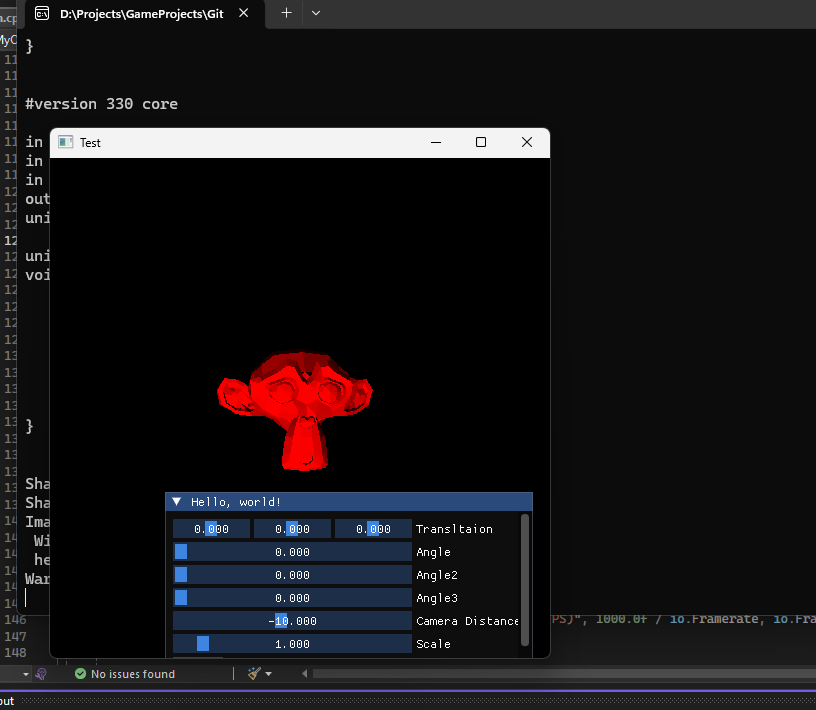 D:\Projects\GameProjects\Git
}
#version 330 core
Test
in
in
in
out
uni
uni
voi
}
Sha
Sha
Ima
Wi
he
War
Hello, world!
0.000 0.000 0.000 Transltaion
0.000 Angle
0.000 Angle2
0.000 Angle3
-10.000 Camera Distance
1.000 Scale
PS)", 1000.0f / io.Framerate, io.Fra
146
147
148
No issues found
put